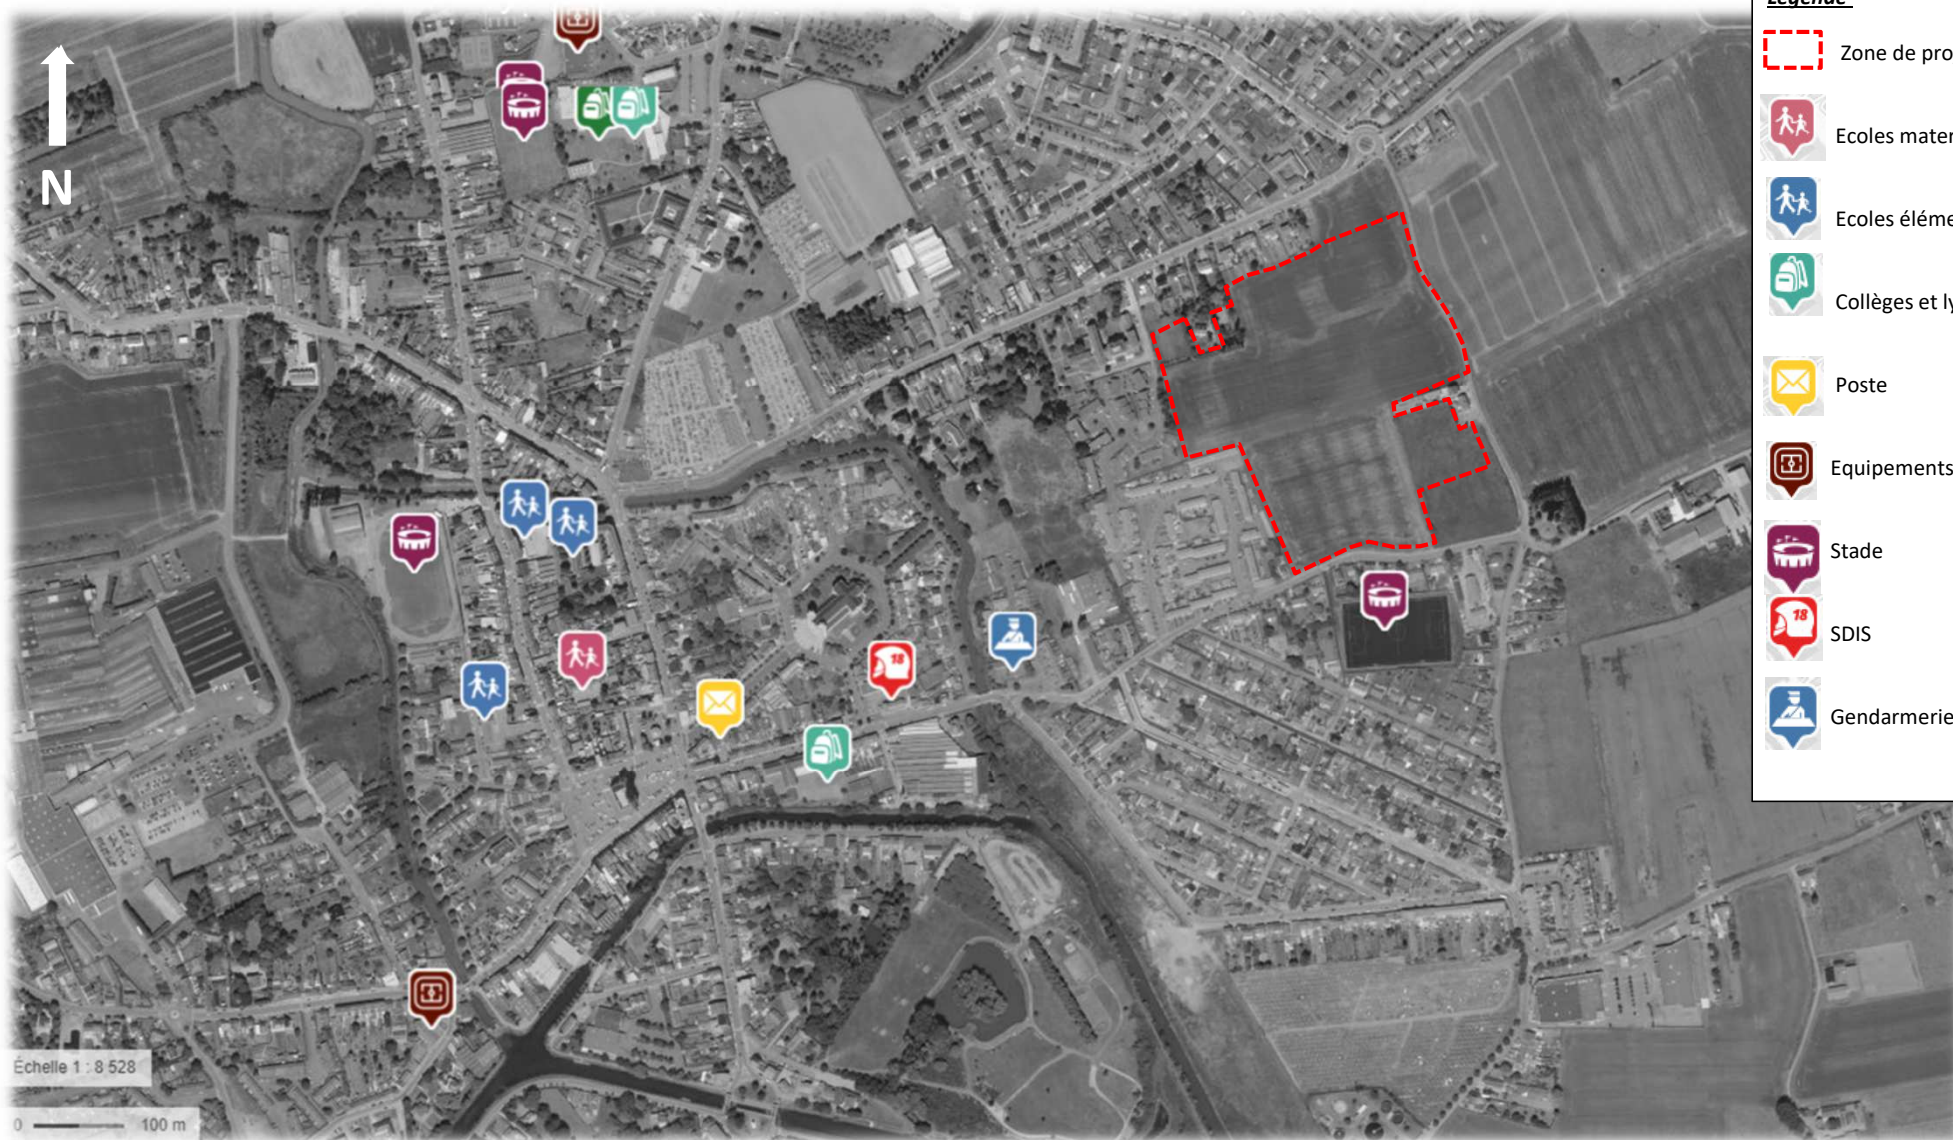 Légende
N
Zone de pro
Ecoles mater
Ecoles éléme
Collèges et ly
Poste
Equipements
Stade
18
SDIS
Gendarmerie
18
Échelle 1 : 8 528
0 100 m